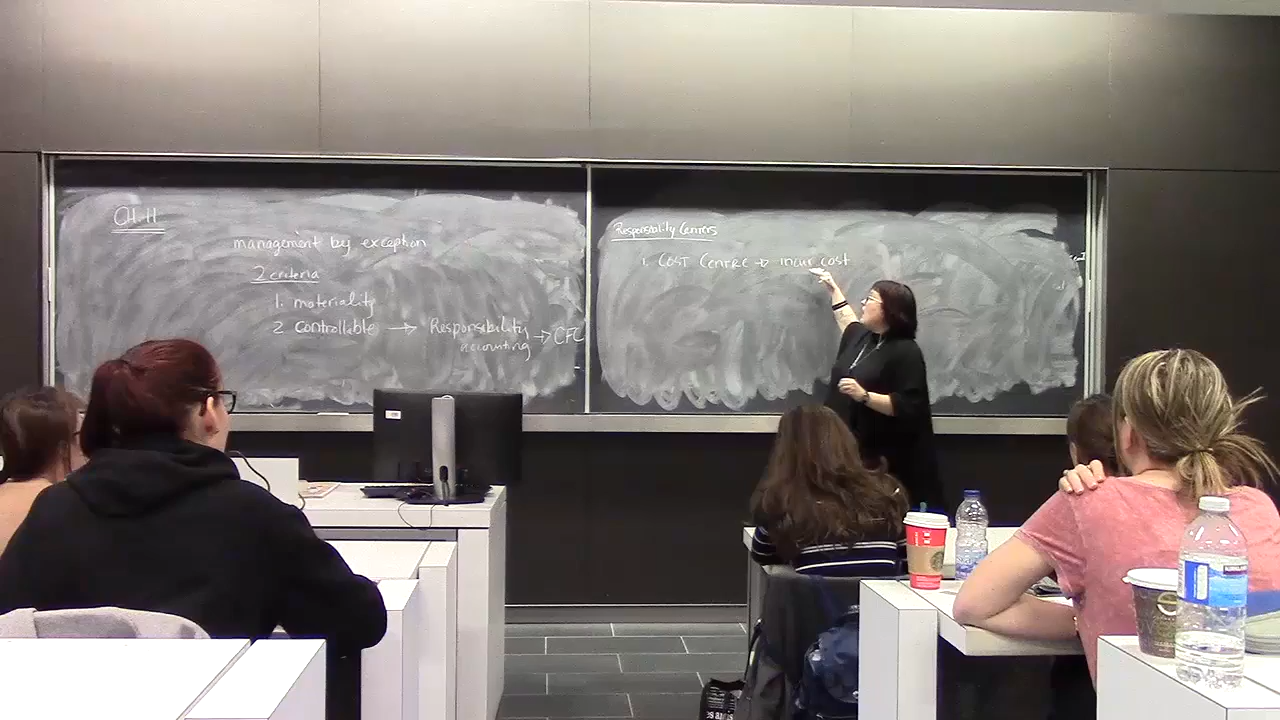 CH.11
management by exception
2 criteria
1. materiality
2 controllable → Responsibility → CFC
accounting
Responsibility Centers
1. COST CENTRE → incur cost